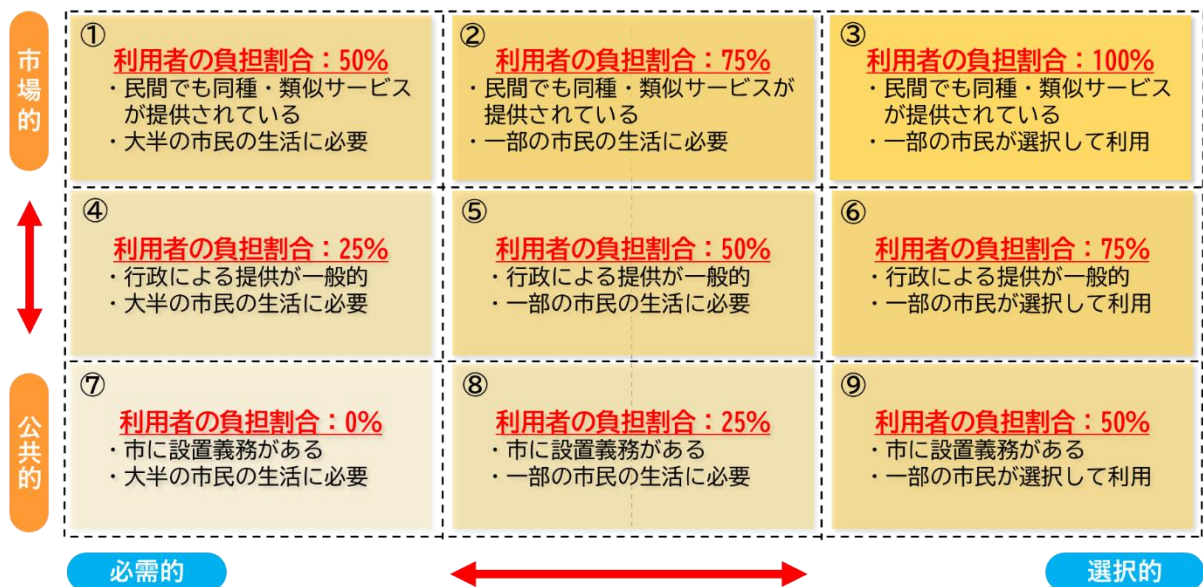 市場的
①
利用者の負担割合：50%
・民間でも同種・類似サービス
が提供されている
・大半の市民の生活に必要
②
利用者の負担割合：75%
・民間でも同種・類似サービスが
提供されている
・一部の市民の生活に必要
③
利用者の負担割合：100%
・民間でも同種・類似サービス
が提供されている
・一部の市民が選択して利用
④
利用者の負担割合：25%
・行政による提供が一般的
・大半の市民の生活に必要
⑤
利用者の負担割合：50%
・行政による提供が一般的
・一部の市民の生活に必要
⑥
利用者の負担割合：75%
・行政による提供が一般的
・一部の市民が選択して利用
公共的
⑦
利用者の負担割合：0%
・市に設置義務がある
・大半の市民の生活に必要
⑧
利用者の負担割合：25%
・市に設置義務がある
・一部の市民の生活に必要
⑨
利用者の負担割合：50%
・市に設置義務がある
・一部の市民が選択して利用
必需的
選択的